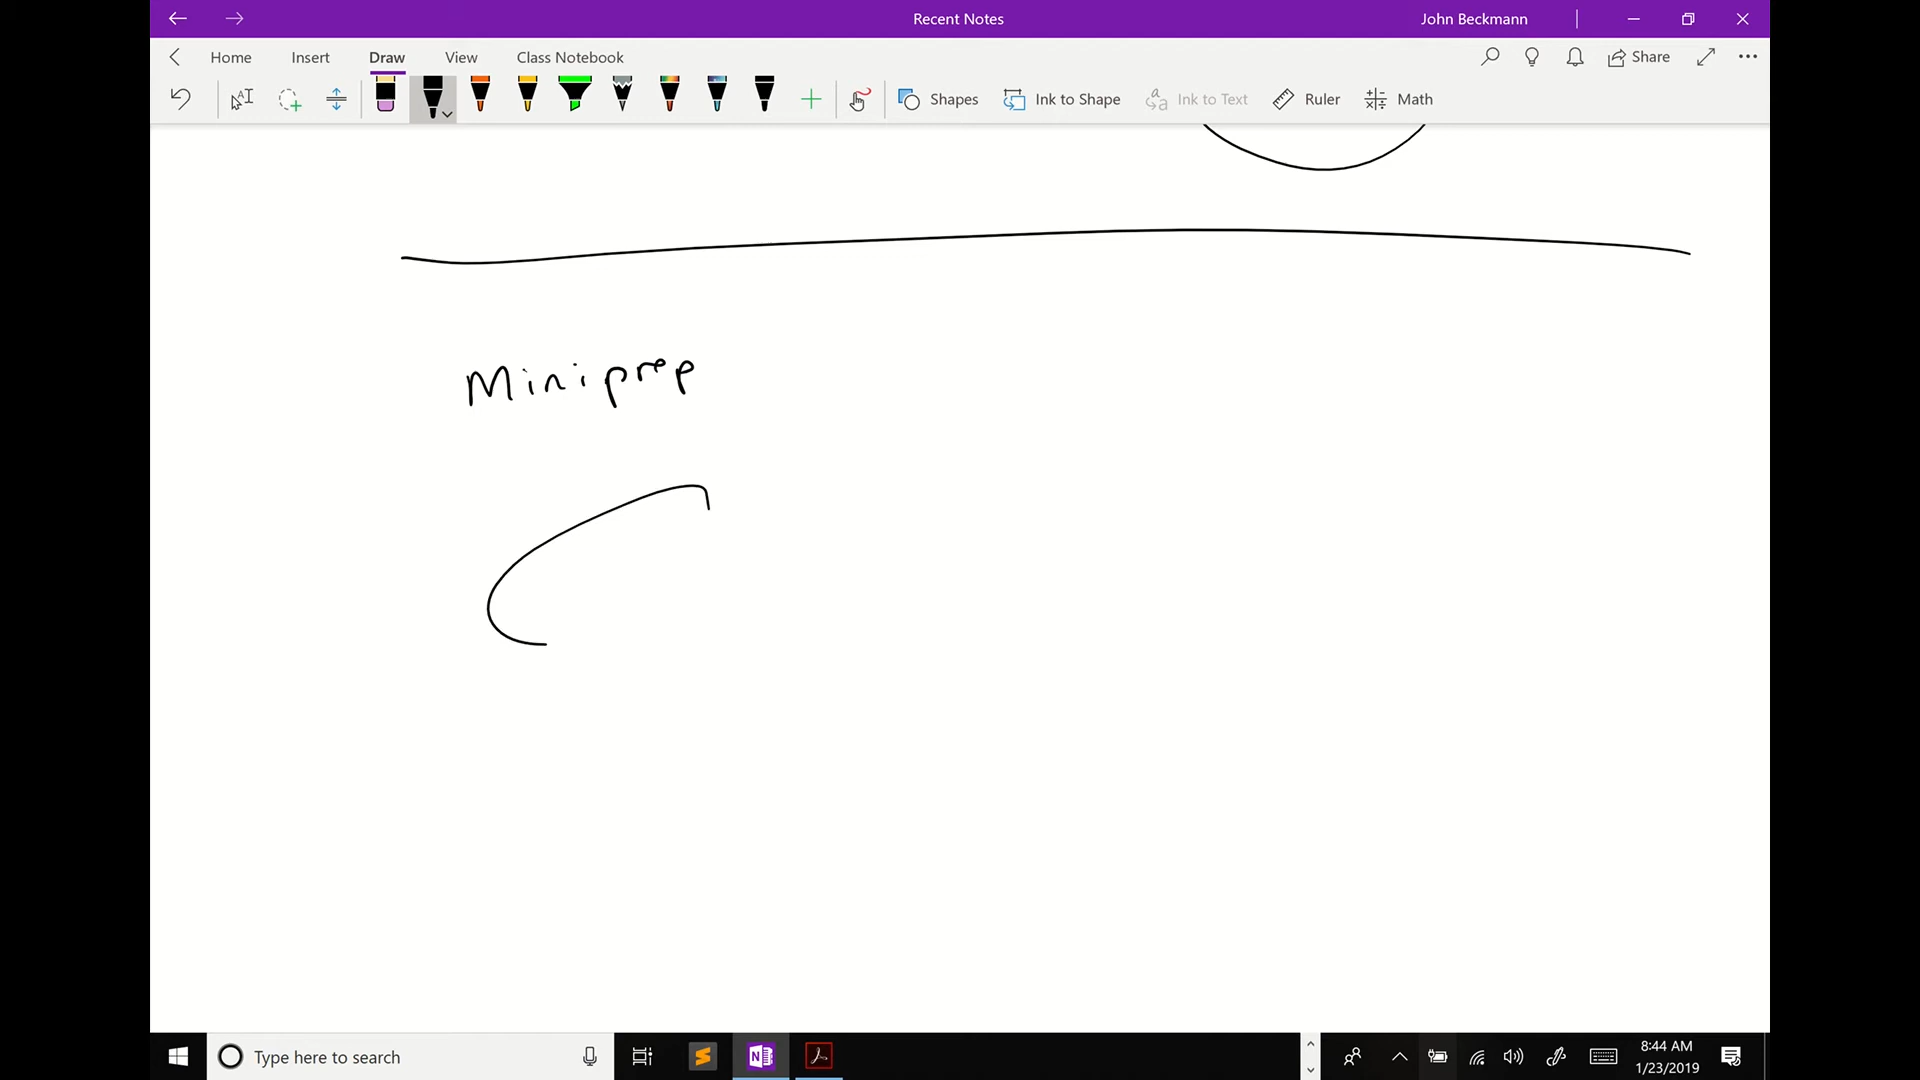 Recent Notes
John Beckmann
Home Insert Draw View Class Notebook
Share
Shapes Ink to Shape Ink to Text Ruler Math
Miniprep
Type here to search
8:44 AM
1/23/2019